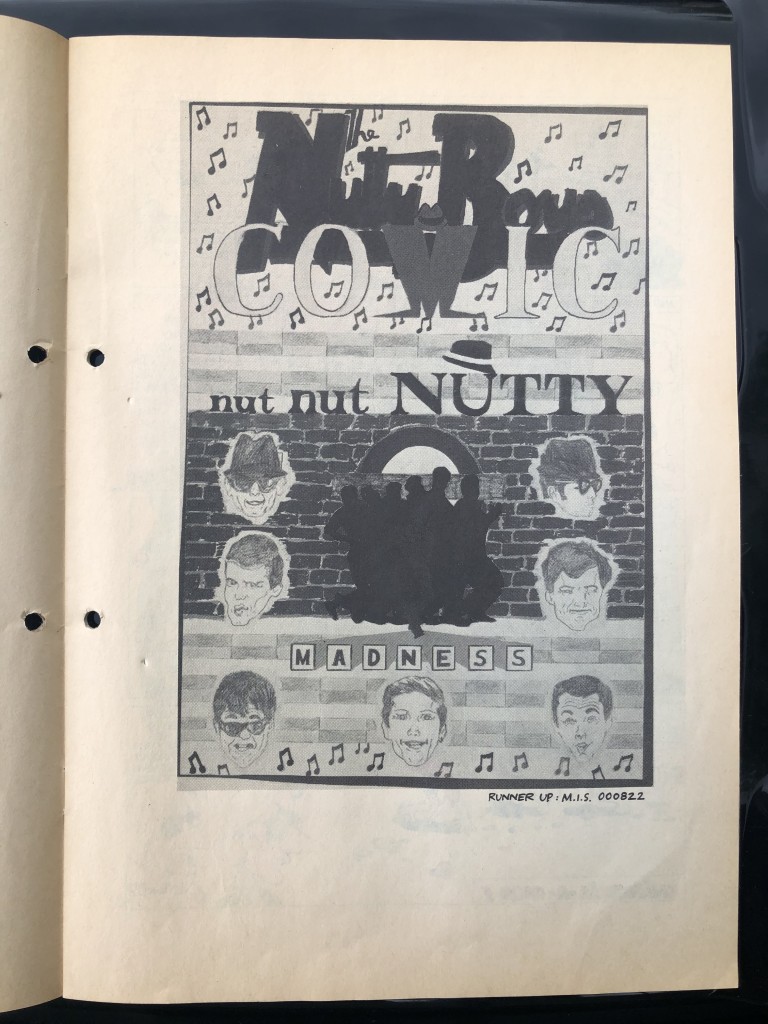 The
Nutty Boys
COVIC
nut nut NUTTY
MADNESS
RUNNER UP: M.I.S. 000822